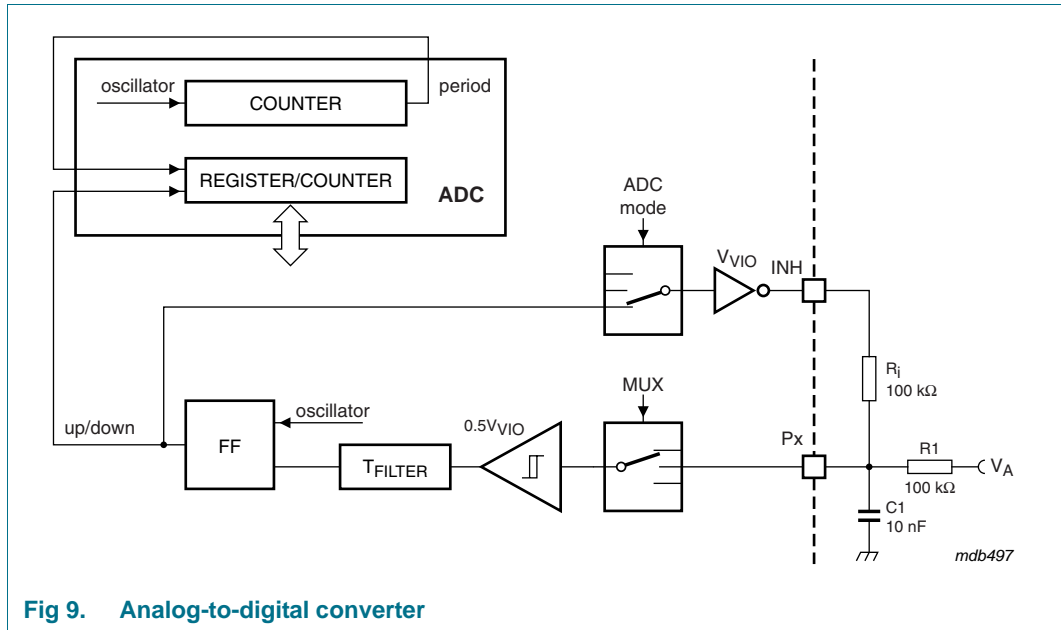 oscillator
period
COUNTER
REGISTER/COUNTER
ADC
ADC
mode
VVIO
INH
Ri
100 kΩ
MUX
oscillator
0.5VVIO
up/down
FF
TFILTER
Px
R1
VA
100 kΩ
C1
10 nF
mdb497
Fig 9. Analog-to-digital converter